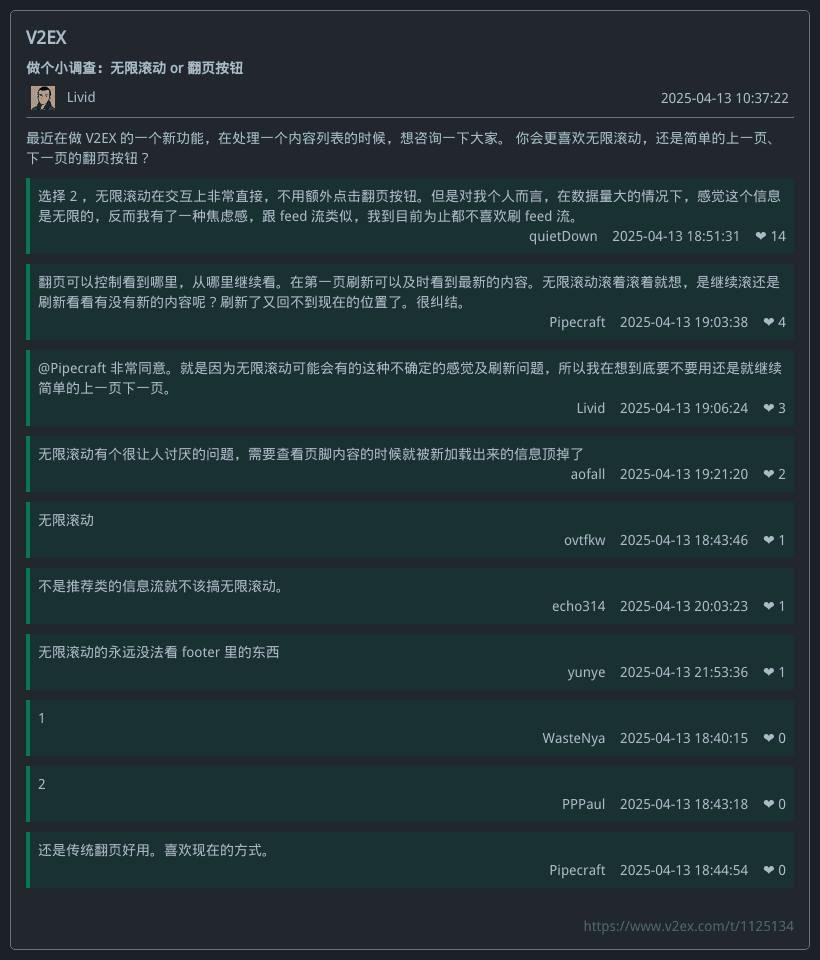 V2EX
做个小调查：无限滚动 or 翻页按钮
Livid 2025-04-13 10:37:22
最近在做 V2EX 的一个新功能，在处理一个内容列表的时候，想咨询一下大家。 你会更喜欢无限滚动，还是简单的上一页、
下一页的翻页按钮？
选择 2 ，无限滚动在交互上非常直接，不用额外点击翻页按钮。但是对我个人而言，在数据量大的情况下，感觉这个信息
是无限的，反而我有了一种焦虑感，跟 feed 流类似，我到目前为止都不喜欢刷 feed 流。
quietDown 2025-04-13 18:51:31 ❤ 14
翻页可以控制看到哪里，从哪里继续看。在第一页刷新可以及时看到最新的内容。无限滚动滚着滚着就想，是继续滚还是
刷新看看有没有新的内容呢？刷新了又回不到现在的位置了。很纠结。
Pipecraft 2025-04-13 19:03:38 ❤ 4
@Pipecraft 非常同意。就是因为无限滚动可能会有的这种不确定的感觉及刷新问题，所以我在想到底要不要用还是就继续
简单的上一页下一页。
Livid 2025-04-13 19:06:24 ❤ 3
无限滚动有个很让人讨厌的问题，需要查看页脚内容的时候就被新加载出来的信息顶掉了
aofall 2025-04-13 19:21:20 ❤ 2
无限滚动
ovtfkw 2025-04-13 18:43:46 ❤ 1
不是推荐类的信息流就不该搞无限滚动。
echo314 2025-04-13 20:03:23 ❤ 1
无限滚动的永远没法看 footer 里的东西
yunye 2025-04-13 21:53:36 ❤ 1
1
WasteNya 2025-04-13 18:40:15 ❤ 0
2
PPPaul 2025-04-13 18:43:18 ❤ 0
还是传统翻页好用。喜欢现在的方式。
Pipecraft 2025-04-13 18:44:54 ❤ 0
https://www.v2ex.com/t/1125134